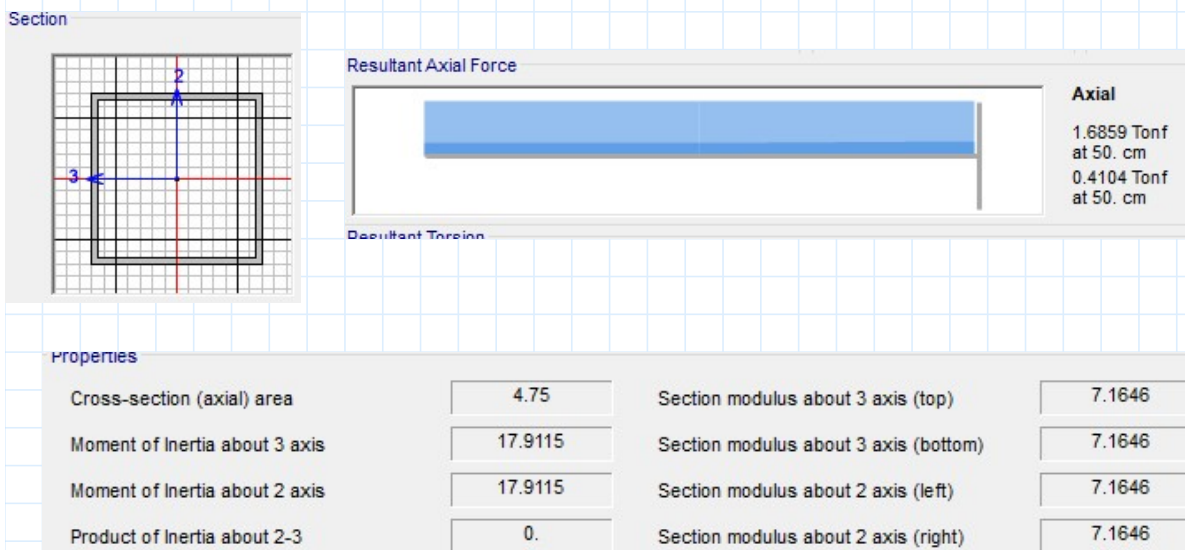 Section
2
3
Resultant Axial Force
Axial
1.6859 Tonf
at 50. cm
0.4104 Tonf
at 50. cm
Resultant Torsion
Properties
Cross-section (axial) area 4.75 Section modulus about 3 axis (top) 7.1646
Moment of Inertia about 3 axis 17.9115 Section modulus about 3 axis (bottom) 7.1646
Moment of Inertia about 2 axis 17.9115 Section modulus about 2 axis (left) 7.1646
Product of Inertia about 2-3 0. Section modulus about 2 axis (right) 7.1646